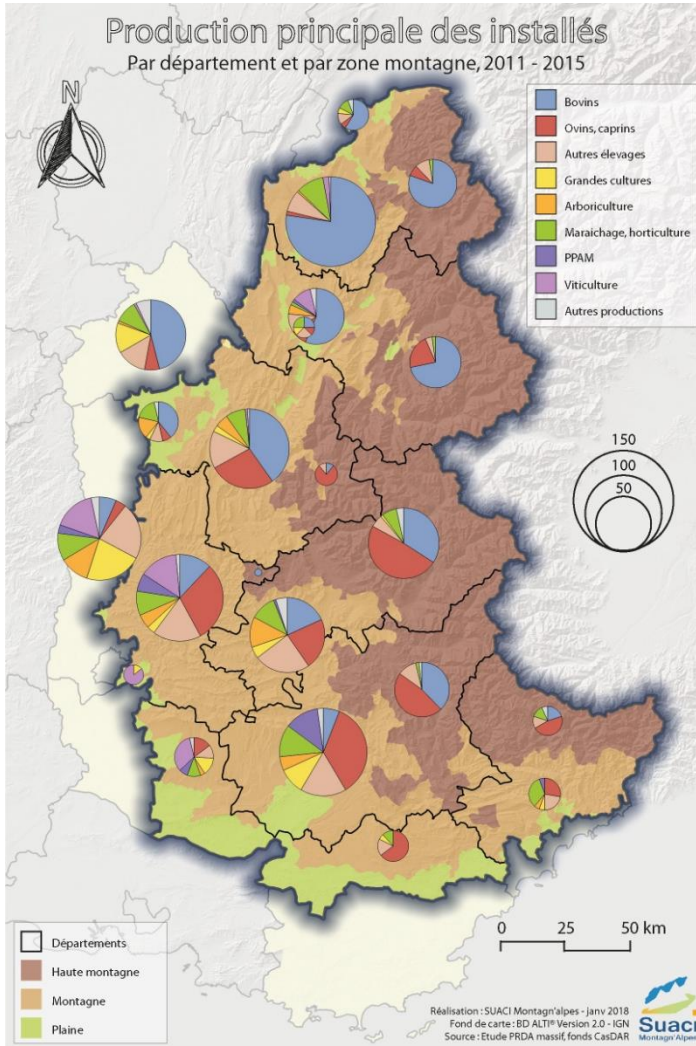 Production principale des installés
Par département et par zone montagne, 2011 - 2015
N
Bovins
Ovins, caprins
Autres élevages
Grandes cultures
Arboriculture
Maraichage, horticulture
PPAM
Viticulture
Autres productions
150
100
50
0 25 50 km
Départements
Haute montagne
Montagne
Plaine
Réalisation : SUACI Montagn'alpes - janv 2018
Fond de carte : BD ALTI® Version 2.0 - IGN
Source : Etude PRDA massif, fonds CasDAR
Suaci
Montagn'Alpes